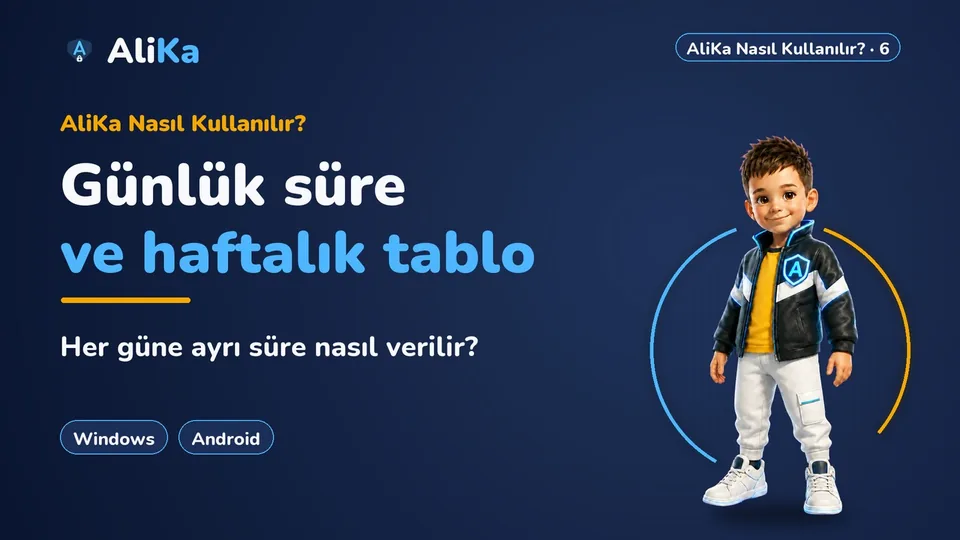 AliKa
AliKa Nasıl Kullanılır? · 6
AliKa Nasıl Kullanılır?
Günlük süre
ve haftalık tablo
Her güne ayrı süre nasıl verilir?
Windows
Android
A
A